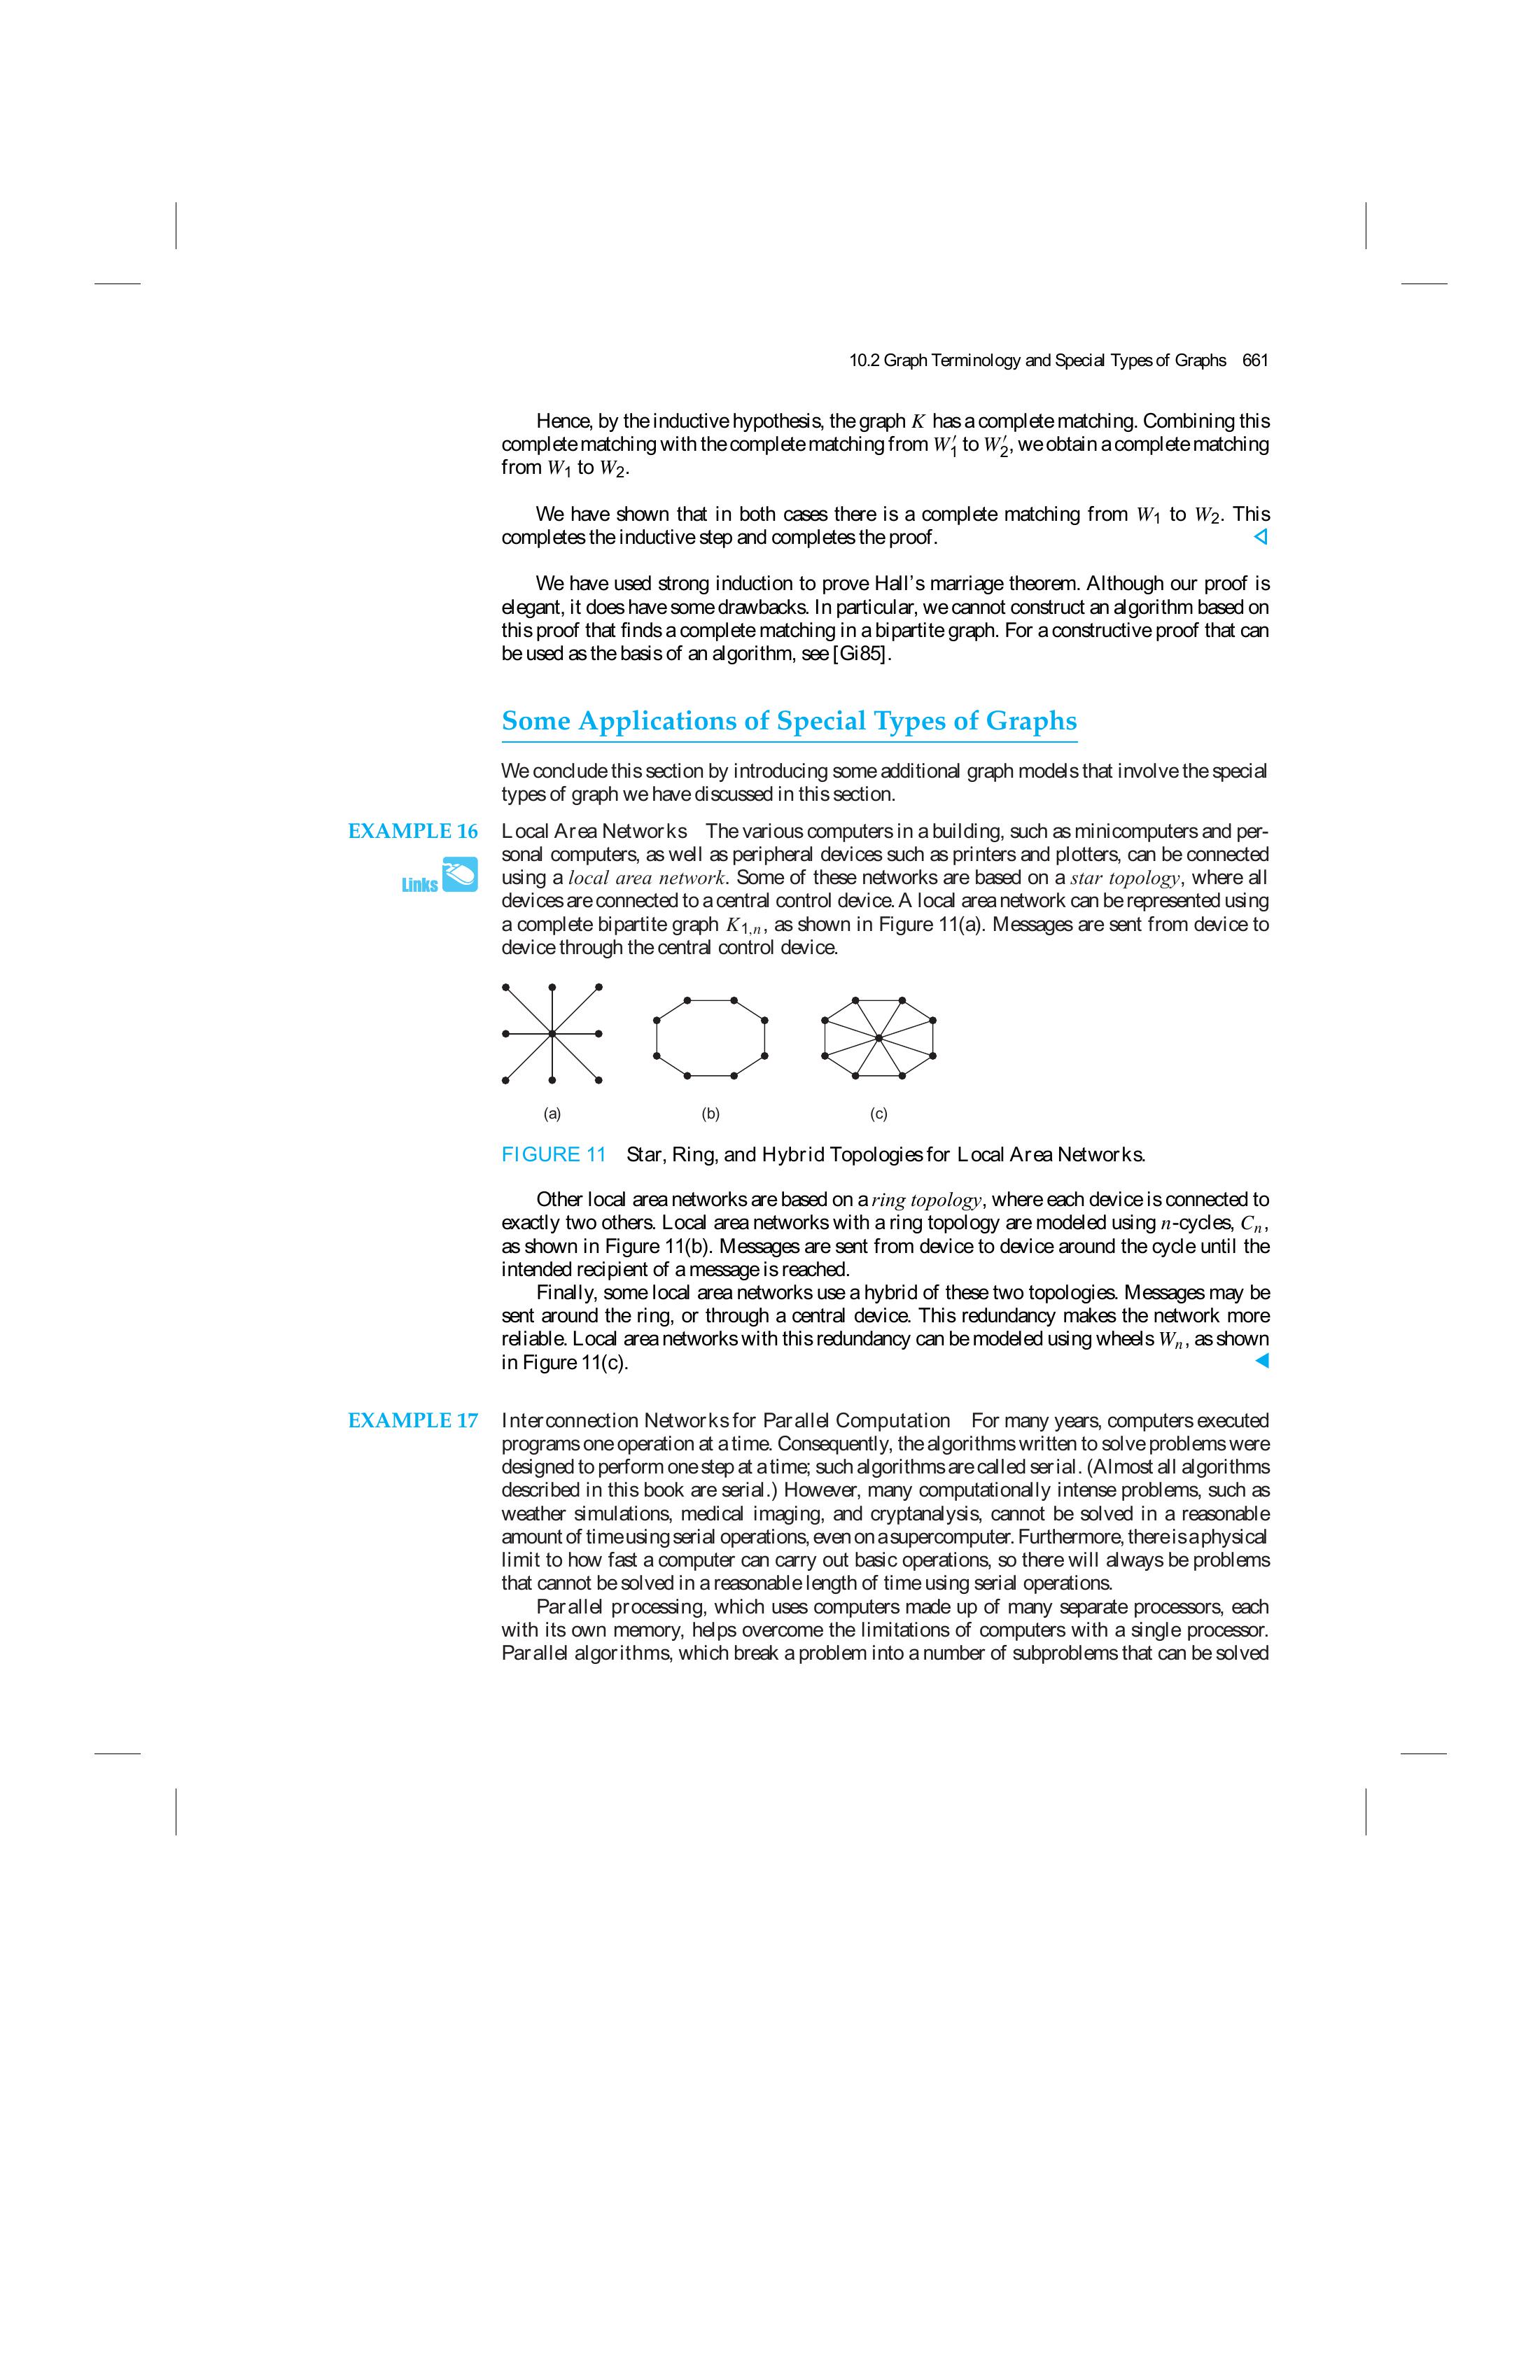 10.2 Graph Terminology and Special Types of Graphs 661
Hence, by the inductive hypothesis, the graph K has a complete matching. Combining this
complete matching with the complete matching from W′₁ to W′₂, we obtain a complete matching
from W₁ to W₂.
We have shown that in both cases there is a complete matching from W₁ to W₂. This
completes the inductive step and completes the proof. ◁
We have used strong induction to prove Hall's marriage theorem. Although our proof is
elegant, it does have some drawbacks. In particular, we cannot construct an algorithm based on
this proof that finds a complete matching in a bipartite graph. For a constructive proof that can
be used as the basis of an algorithm, see [Gi85].
Some Applications of Special Types of Graphs
We conclude this section by introducing some additional graph models that involve the special
types of graph we have discussed in this section.
EXAMPLE 16 Local Area Networks The various computers in a building, such as minicomputers and per-
sonal computers, as well as peripheral devices such as printers and plotters, can be connected
Links using a local area network. Some of these networks are based on a star topology, where all
devices are connected to a central control device. A local area network can be represented using
a complete bipartite graph K₁,ₙ, as shown in Figure 11(a). Messages are sent from device to
device through the central control device.
(a) (b) (c)
FIGURE 11 Star, Ring, and Hybrid Topologies for Local Area Networks.
Other local area networks are based on a ring topology, where each device is connected to
exactly two others. Local area networks with a ring topology are modeled using n-cycles, Cₙ,
as shown in Figure 11(b). Messages are sent from device to device around the cycle until the
intended recipient of a message is reached.
Finally, some local area networks use a hybrid of these two topologies. Messages may be
sent around the ring, or through a central device. This redundancy makes the network more
reliable. Local area networks with this redundancy can be modeled using wheels Wₙ, as shown
in Figure 11(c). ◀
EXAMPLE 17 Interconnection Networks for Parallel Computation For many years, computers executed
programs one operation at a time. Consequently, the algorithms written to solve problems were
designed to perform one step at a time; such algorithms are called serial. (Almost all algorithms
described in this book are serial.) However, many computationally intense problems, such as
weather simulations, medical imaging, and cryptanalysis, cannot be solved in a reasonable
amount of time using serial operations, even on a supercomputer. Furthermore, there is a physical
limit to how fast a computer can carry out basic operations, so there will always be problems
that cannot be solved in a reasonable length of time using serial operations.
Parallel processing, which uses computers made up of many separate processors, each
with its own memory, helps overcome the limitations of computers with a single processor.
Parallel algorithms, which break a problem into a number of subproblems that can be solved